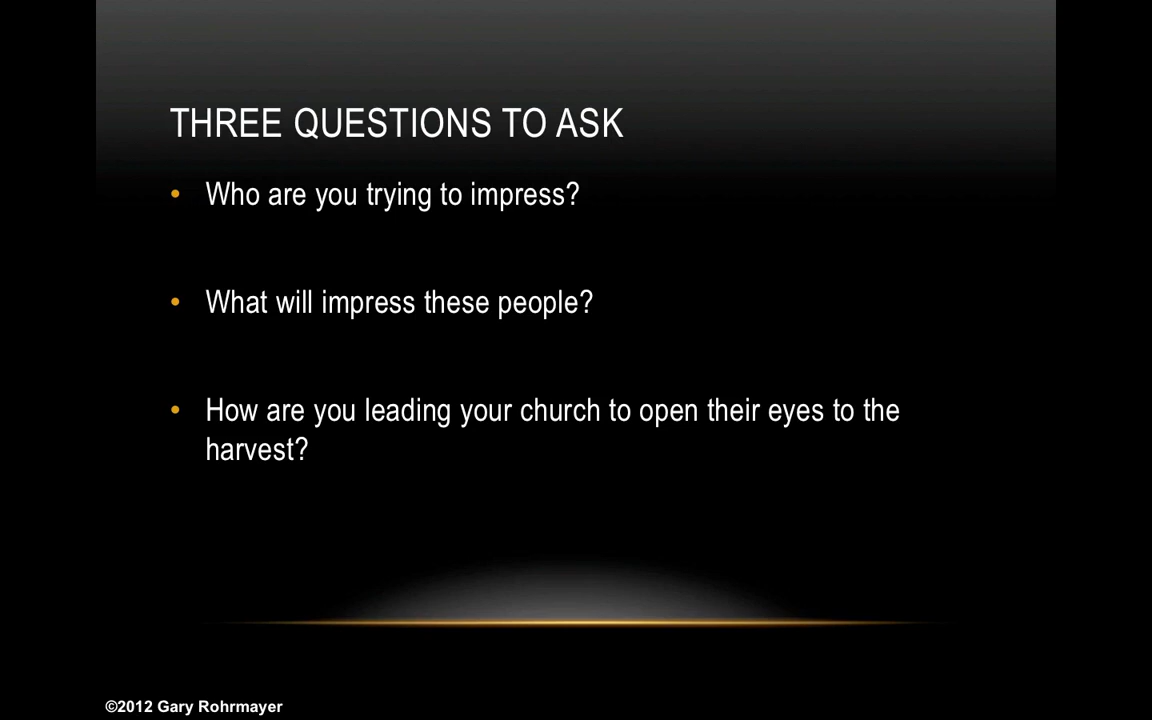 THREE QUESTIONS TO ASK
• Who are you trying to impress?
• What will impress these people?
• How are you leading your church to open their eyes to the
harvest?
©2012 Gary Rohrmayer